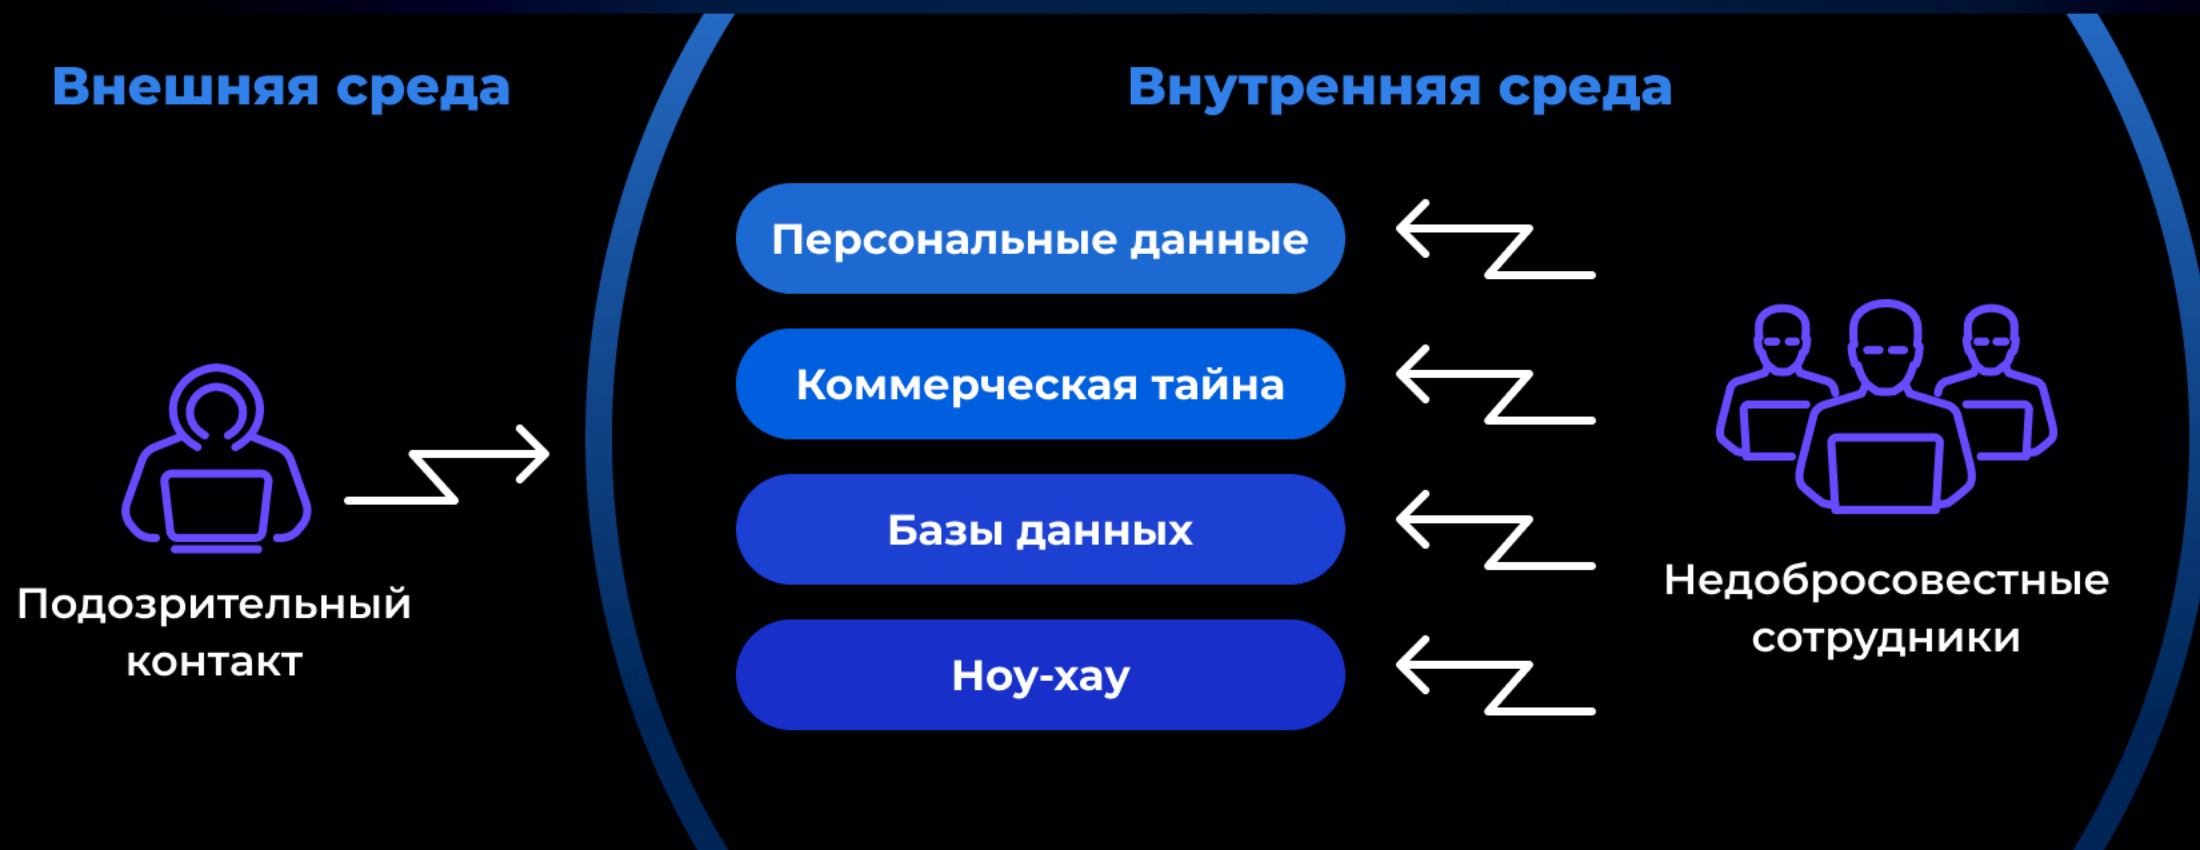 Внешняя среда
Внутренняя среда
Персональные данные
Коммерческая тайна
Базы данных
Ноу-хау
Подозрительный
контакт
Недобросовестные
сотрудники